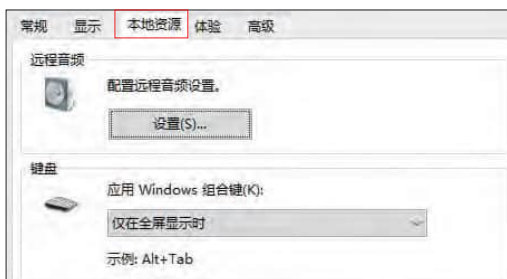 常规 显示 本地资源 体验 高级
远程音频
配置远程音频设置。
设置(S)...
键盘
应用 Windows 组合键(K):
仅在全屏显示时
示例: Alt+Tab